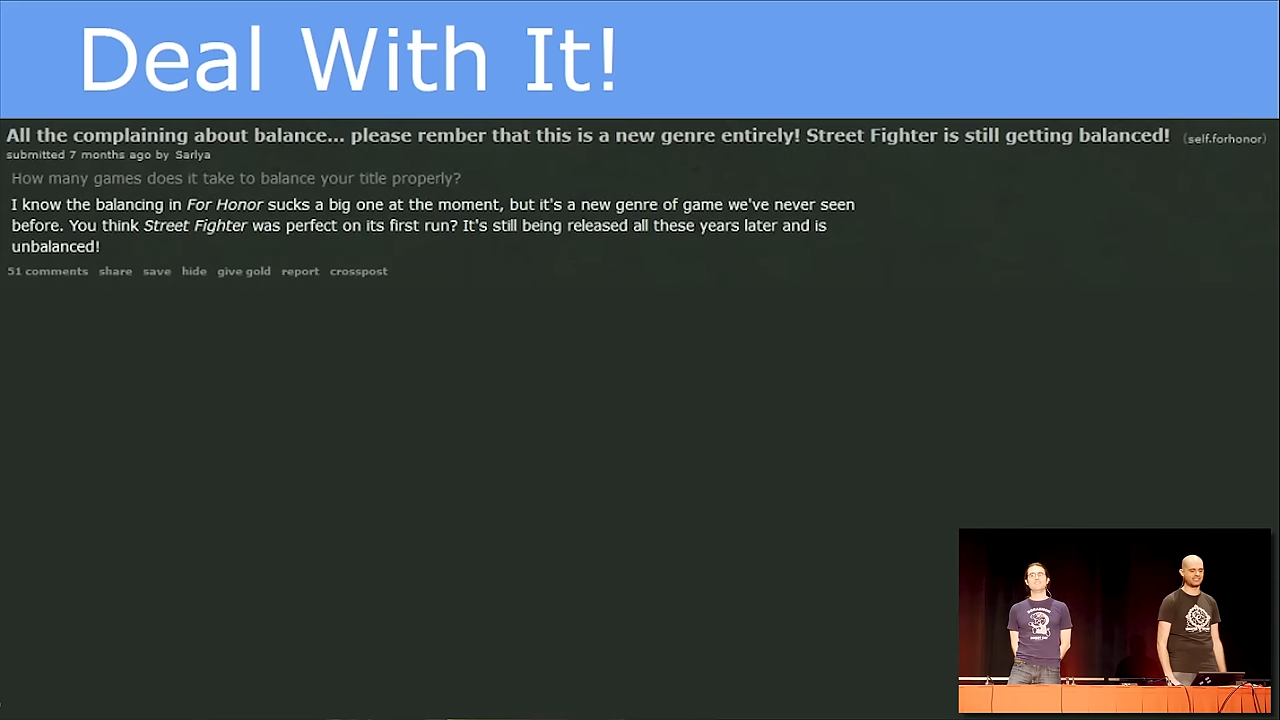 Deal With It!
All the complaining about balance... please rember that this is a new genre entirely! Street Fighter is still getting balanced! (self.forhonor)
submitted 7 months ago by Sarlya
How many games does it take to balance your title properly?
I know the balancing in For Honor sucks a big one at the moment, but it's a new genre of game we've never seen
before. You think Street Fighter was perfect on its first run? It's still being released all these years later and is
unbalanced!
51 comments share save hide give gold report crosspost